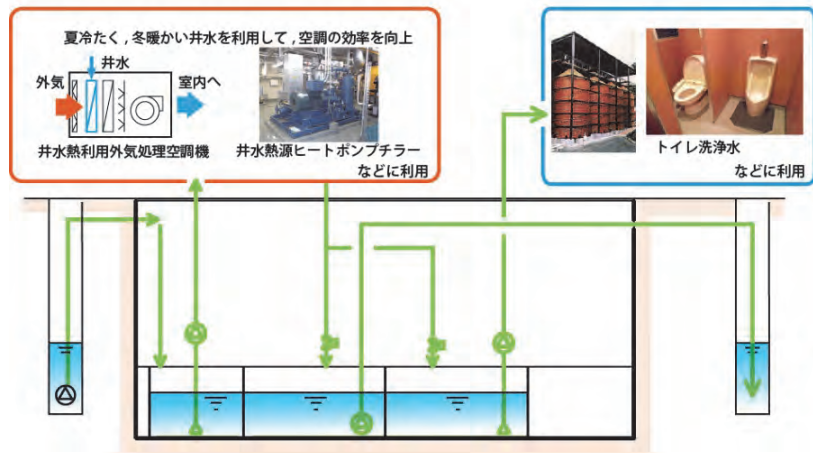 夏冷たく，冬暖かい井水を利用して，空調の効率を向上
井水
外気
室内へ
井水熱利用外気処理空調機
井水熱源ヒートポンプチラー
などに利用
トイレ洗浄水
などに利用